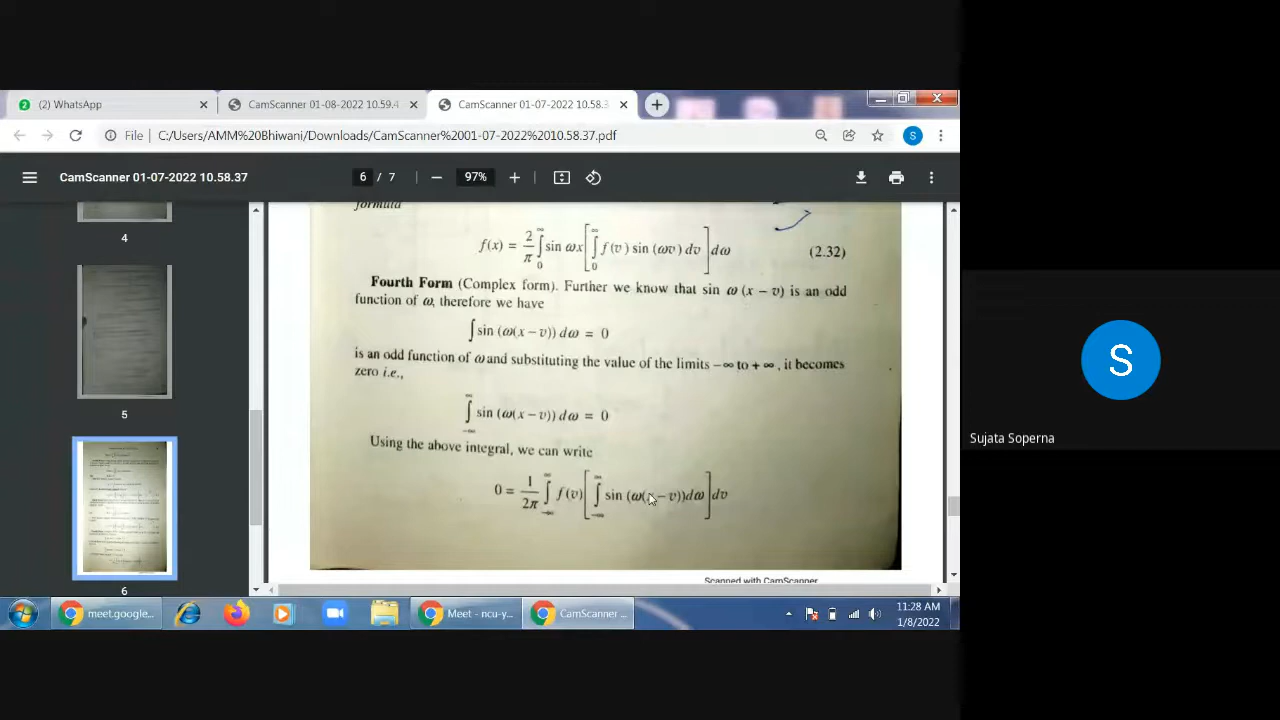 (2) WhatsApp
CamScanner 01-08-2022 10.59.4
CamScanner 01-07-2022 10.58.3
File | C:/Users/AMM%20Bhiwani/Downloads/CamScanner%2001-07-2022%2010.58.37.pdf
S
CamScanner 01-07-2022 10.58.37
6 / 7
97%
4
5
6
formula
f(x) = 2/π ∫₀^∞ sin ωx [ ∫₀^∞ f(v) sin (ωv) dv ] dω (2.32)
Fourth Form (Complex form). Further we know that sin ω (x – v) is an odd
function of ω, therefore we have
∫ sin (ω(x – v)) dω = 0
is an odd function of ω and substituting the value of the limits –∞ to + ∞, it becomes
zero i.e.,
∫_{–∞}^{∞} sin (ω(x – v)) dω = 0
Using the above integral, we can write
0 = 1/2π ∫_{–∞}^{∞} f(v) [ ∫_{–∞}^{∞} sin (ω(x – v))dω ] dv
Scanned with CamScanner
S
Sujata Soperna
meet.google...
Meet - ncu-y...
CamScanner ...
11:28 AM
1/8/2022